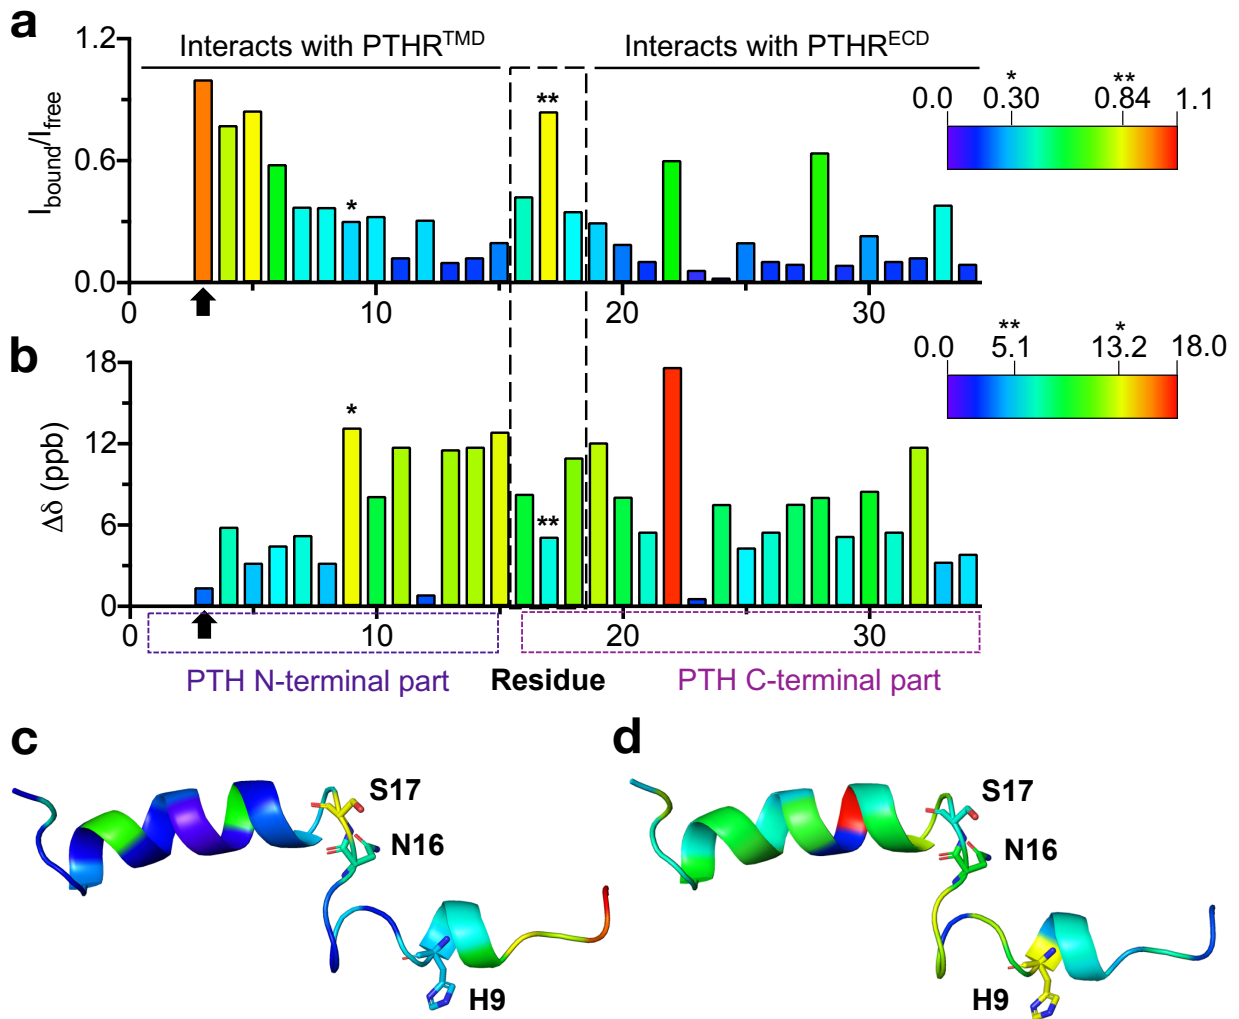 a
1.2
Interacts with PTHR^TMD
Interacts with PTHR^ECD
* **
0.0 0.30 0.84 1.1
I_bound/I_free
**
0.6
*
0.0
0 10 20 30
b
** *
0.0 5.1 13.2 18.0
18
*
12
Δδ (ppb)
**
6
0
0 10 20 30
PTH N-terminal part Residue PTH C-terminal part
c d
S17 S17
N16 N16
H9 H9